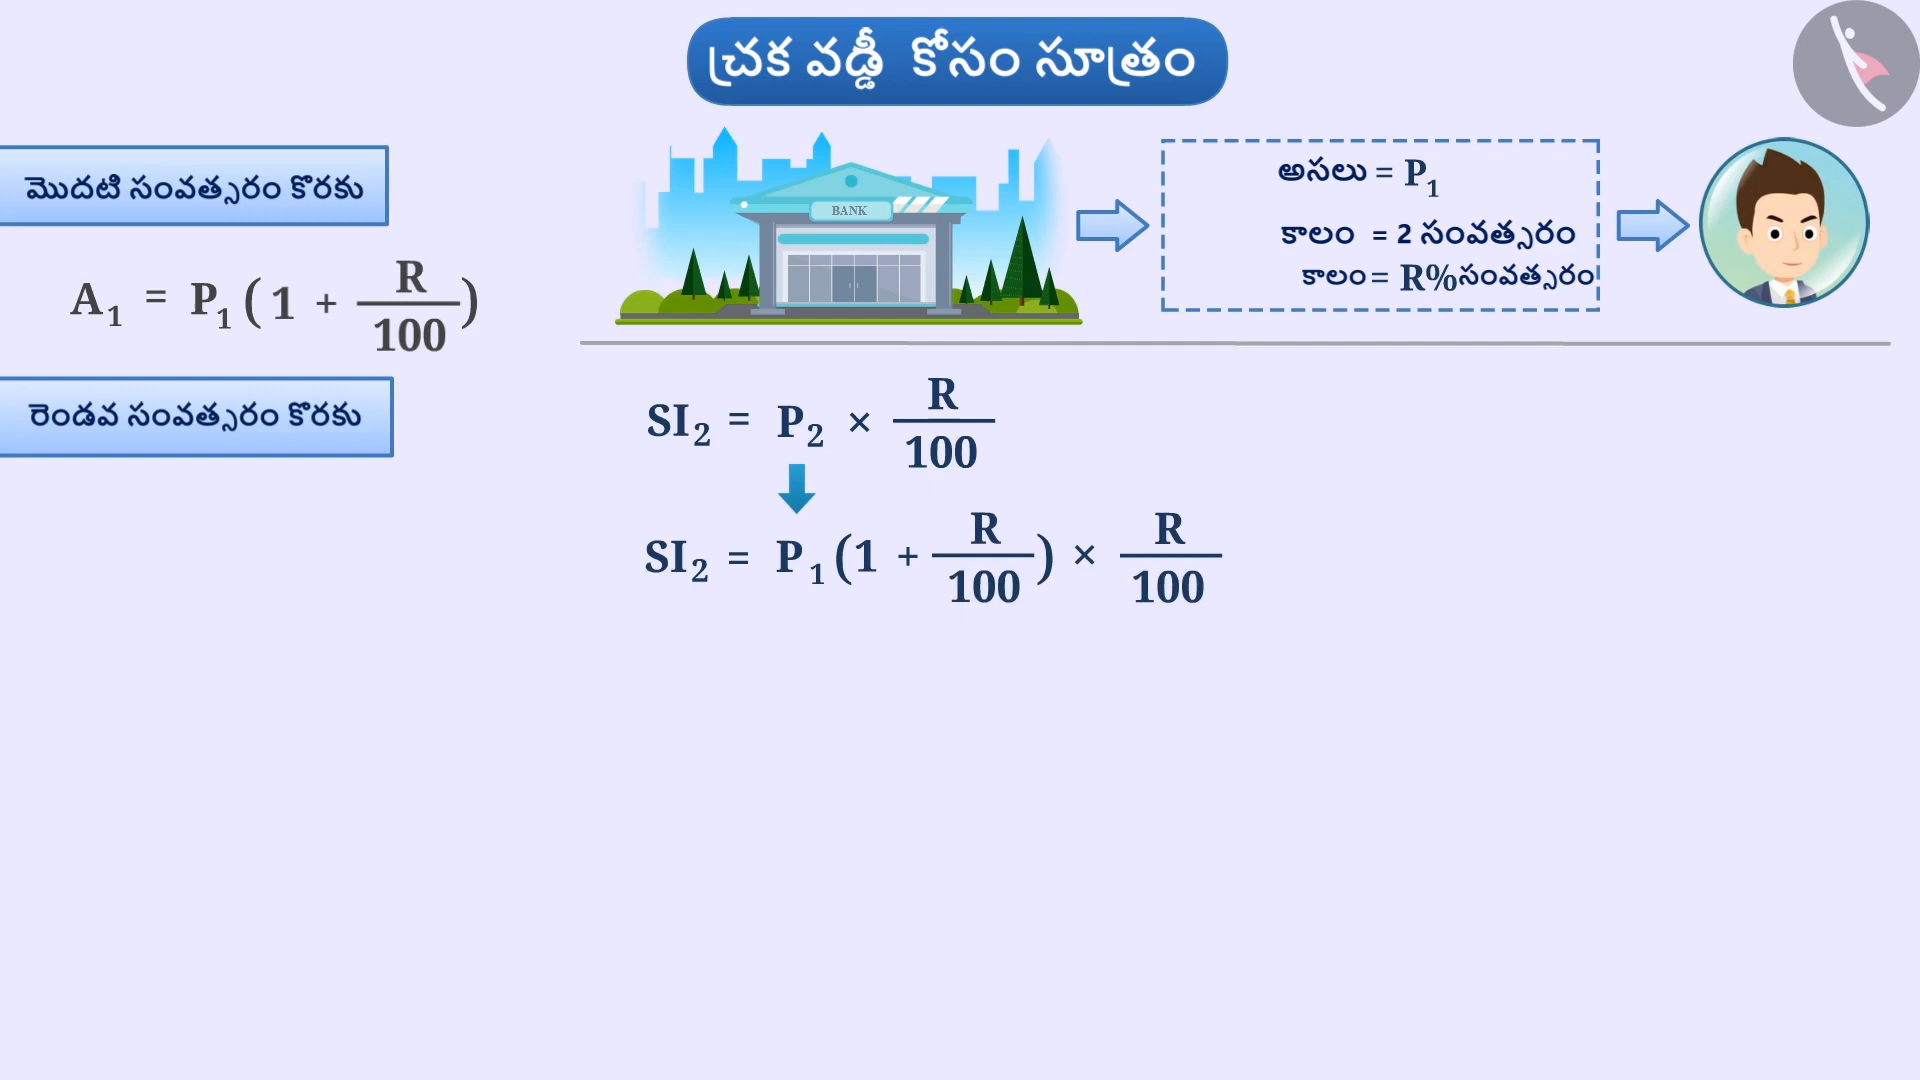 చక్ర వడ్డీ కోసం సూత్రం
మొదటి సంవత్సరం కొరకు
A₁ = P₁ (1 + R/100)
రెండవ సంవత్సరం కొరకు
BANK
అసలు = P₁
కాలం = 2 సంవత్సరం
కాలం = R%సంవత్సరం
SI₂ = P₂ × R/100
SI₂ = P₁ (1 + R/100) × R/100